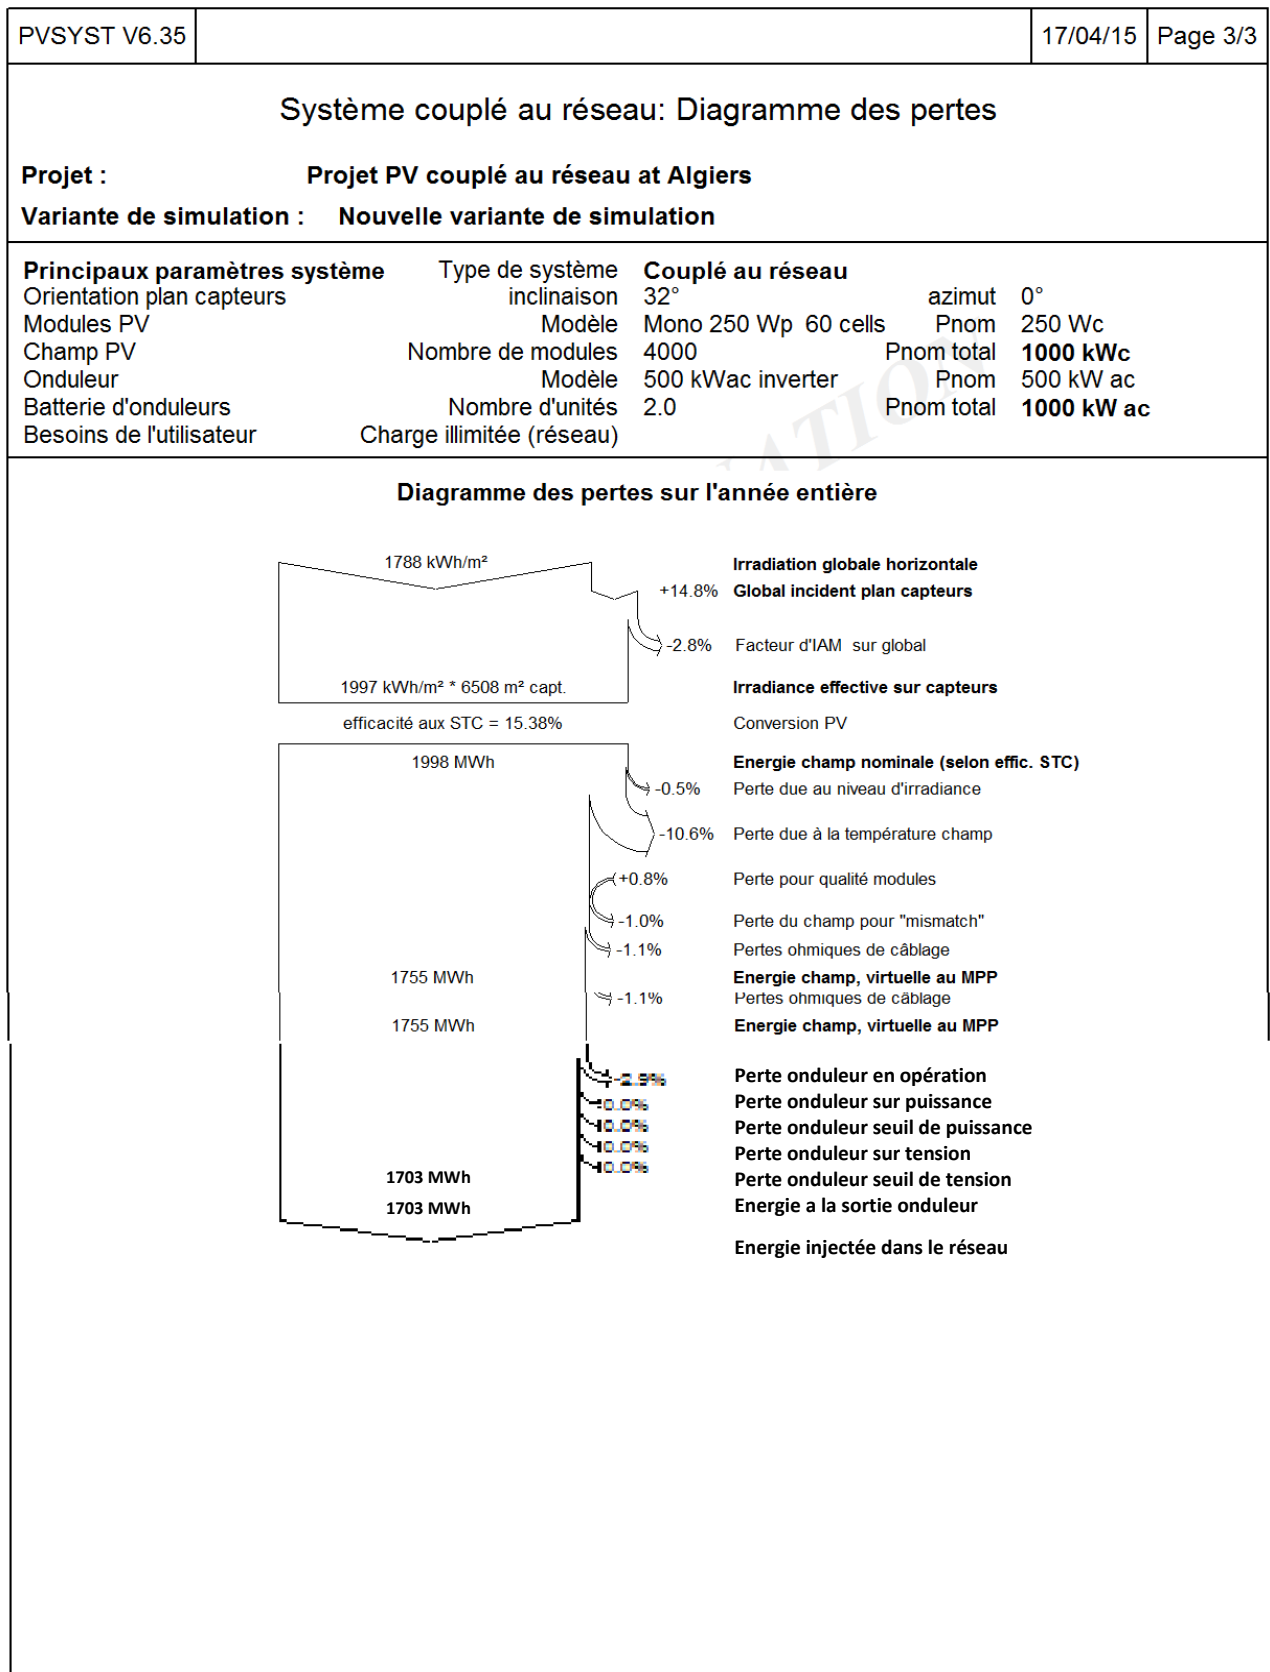 PVSYST V6.35 17/04/15 Page 3/3
Système couplé au réseau: Diagramme des pertes
Projet : Projet PV couplé au réseau at Algiers
Variante de simulation : Nouvelle variante de simulation
Principaux paramètres système Type de système Couplé au réseau
Orientation plan capteurs inclinaison 32° azimut 0°
Modules PV Modèle Mono 250 Wp 60 cells Pnom 250 Wc
Champ PV Nombre de modules 4000 Pnom total 1000 kWc
Onduleur Modèle 500 kWac inverter Pnom 500 kW ac
Batterie d'onduleurs Nombre d'unités 2.0 Pnom total 1000 kW ac
Besoins de l'utilisateur Charge illimitée (réseau)
Diagramme des pertes sur l'année entière
1788 kWh/m² Irradiation globale horizontale
+14.8% Global incident plan capteurs
-2.8% Facteur d'IAM sur global
1997 kWh/m² * 6508 m² capt. Irradiance effective sur capteurs
efficacité aux STC = 15.38% Conversion PV
1998 MWh Energie champ nominale (selon effic. STC)
-0.5% Perte due au niveau d'irradiance
-10.6% Perte due à la température champ
+0.8% Perte pour qualité modules
-1.0% Perte du champ pour "mismatch"
-1.1% Pertes ohmiques de câblage
1755 MWh Energie champ, virtuelle au MPP
-1.1% Pertes ohmiques de câblage
1755 MWh Energie champ, virtuelle au MPP
-2.9% Perte onduleur en opération
0.0% Perte onduleur sur puissance
0.0% Perte onduleur seuil de puissance
0.0% Perte onduleur sur tension
0.0% Perte onduleur seuil de tension
1703 MWh
1703 MWh Energie a la sortie onduleur
Energie injectée dans le réseau